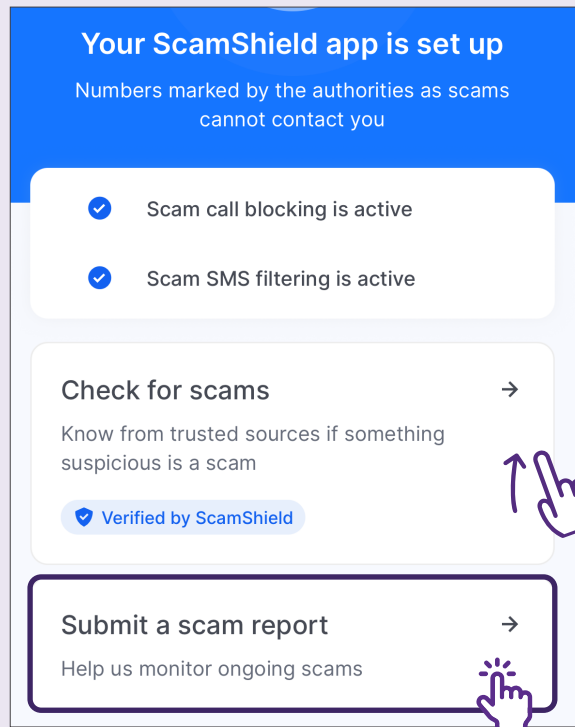 Your ScamShield app is set up
Numbers marked by the authorities as scams
cannot contact you
Scam call blocking is active
Scam SMS filtering is active
Check for scams
Know from trusted sources if something
suspicious is a scam
Verified by ScamShield
Submit a scam report
Help us monitor ongoing scams